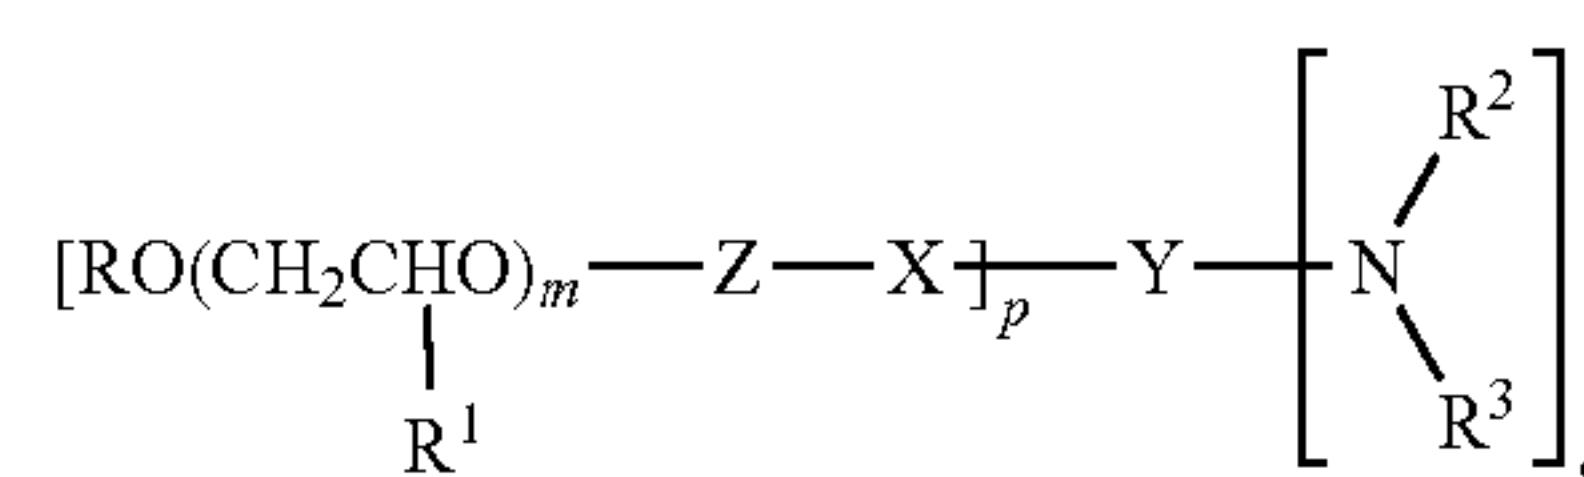 R²
[RO(CH₂CHO)ₘ—Z—X]ₚ—Y—[N]
R¹
R³